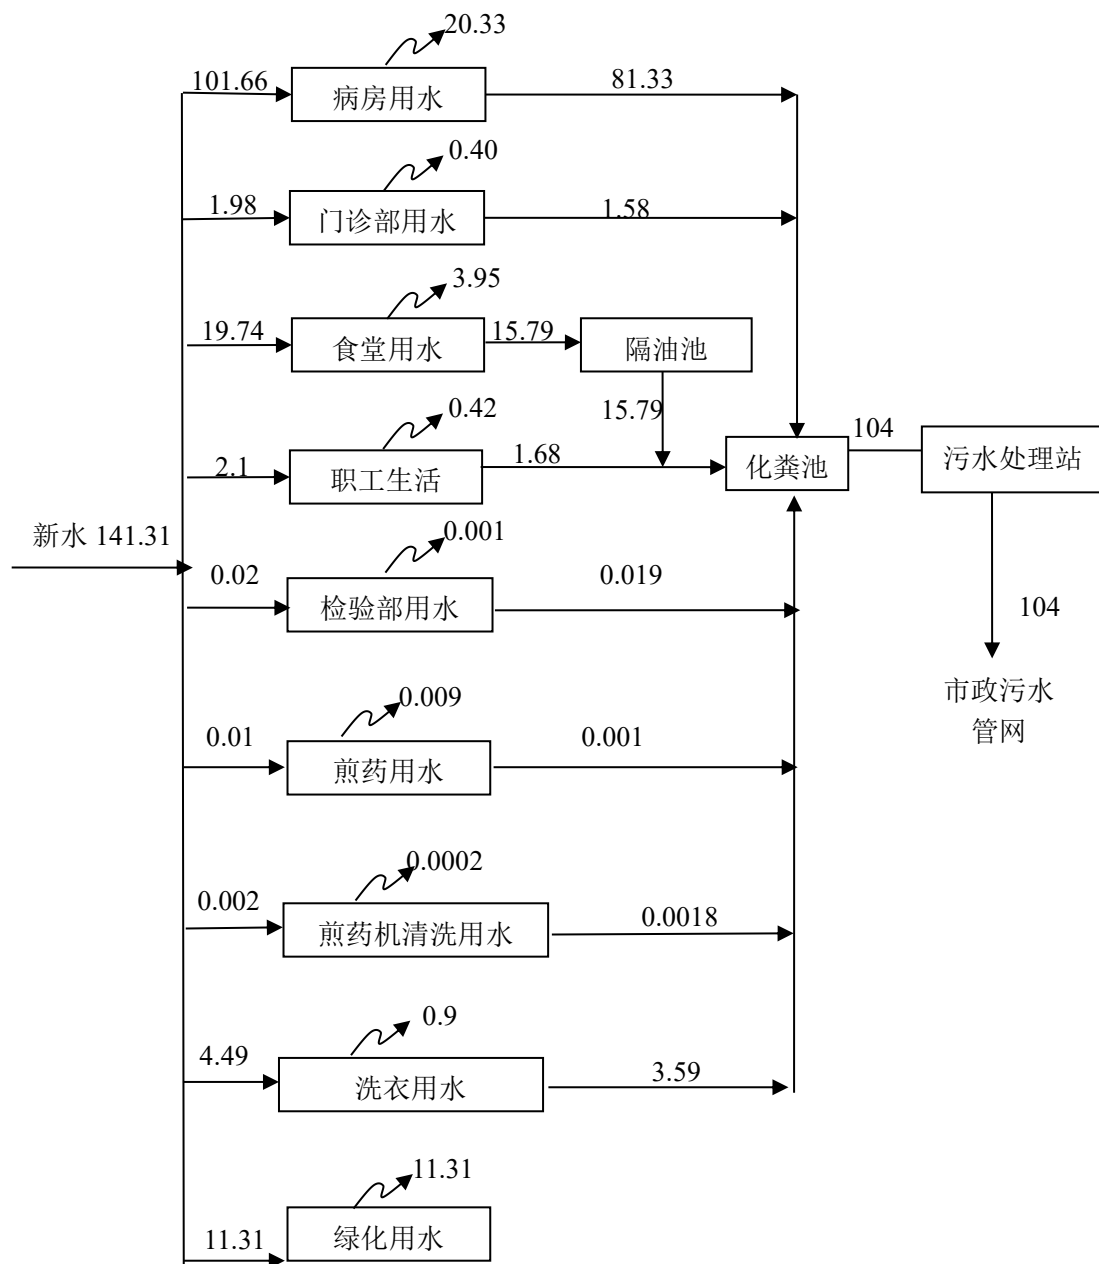 20.33
101.66
病房用水
81.33
0.40
1.98
门诊部用水
1.58
3.95
19.74
食堂用水
15.79
隔油池
15.79
0.42
2.1
职工生活
1.68
化粪池
104
污水处理站
新水 141.31
0.001
0.02
检验部用水
0.019
104
市政污水
管网
0.009
0.01
煎药用水
0.001
0.0002
0.002
煎药机清洗用水
0.0018
0.9
4.49
洗衣用水
3.59
11.31
11.31
绿化用水